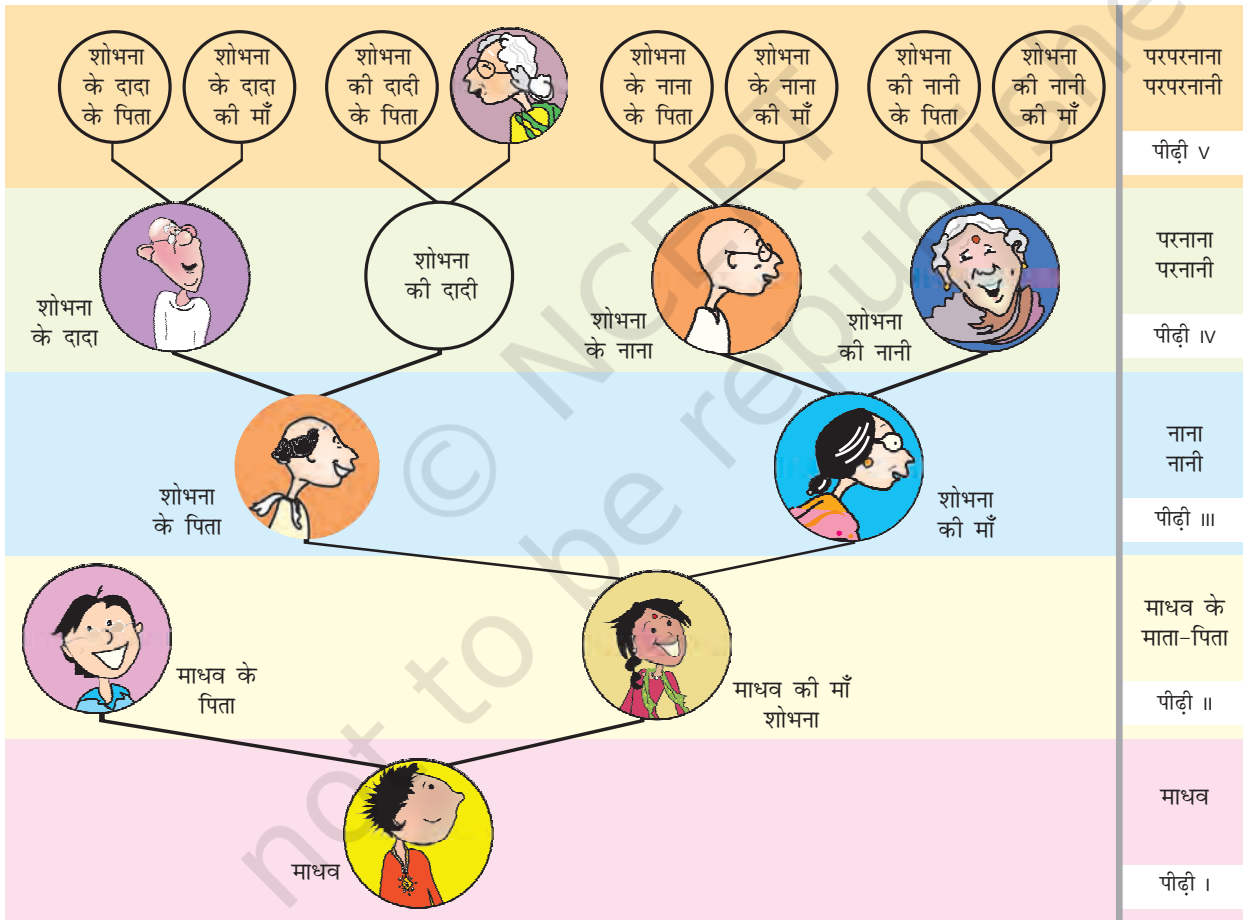 शोभना
के दादा
के पिता
शोभना
के दादा
की माँ
शोभना
की दादी
के पिता
शोभना
के नाना
के पिता
शोभना
के नाना
की माँ
शोभना
की नानी
के पिता
शोभना
की नानी
की माँ
परपरनाना
परपरनानी
पीढ़ी V
शोभना
के दादा
शोभना
की दादी
शोभना
के नाना
शोभना
की नानी
परनाना
परनानी
पीढ़ी IV
शोभना
के पिता
शोभना
की माँ
नाना
नानी
पीढ़ी III
माधव के
पिता
माधव की माँ
शोभना
माधव के
माता-पिता
पीढ़ी II
माधव
माधव
पीढ़ी I
© NCERT
not to be republishe